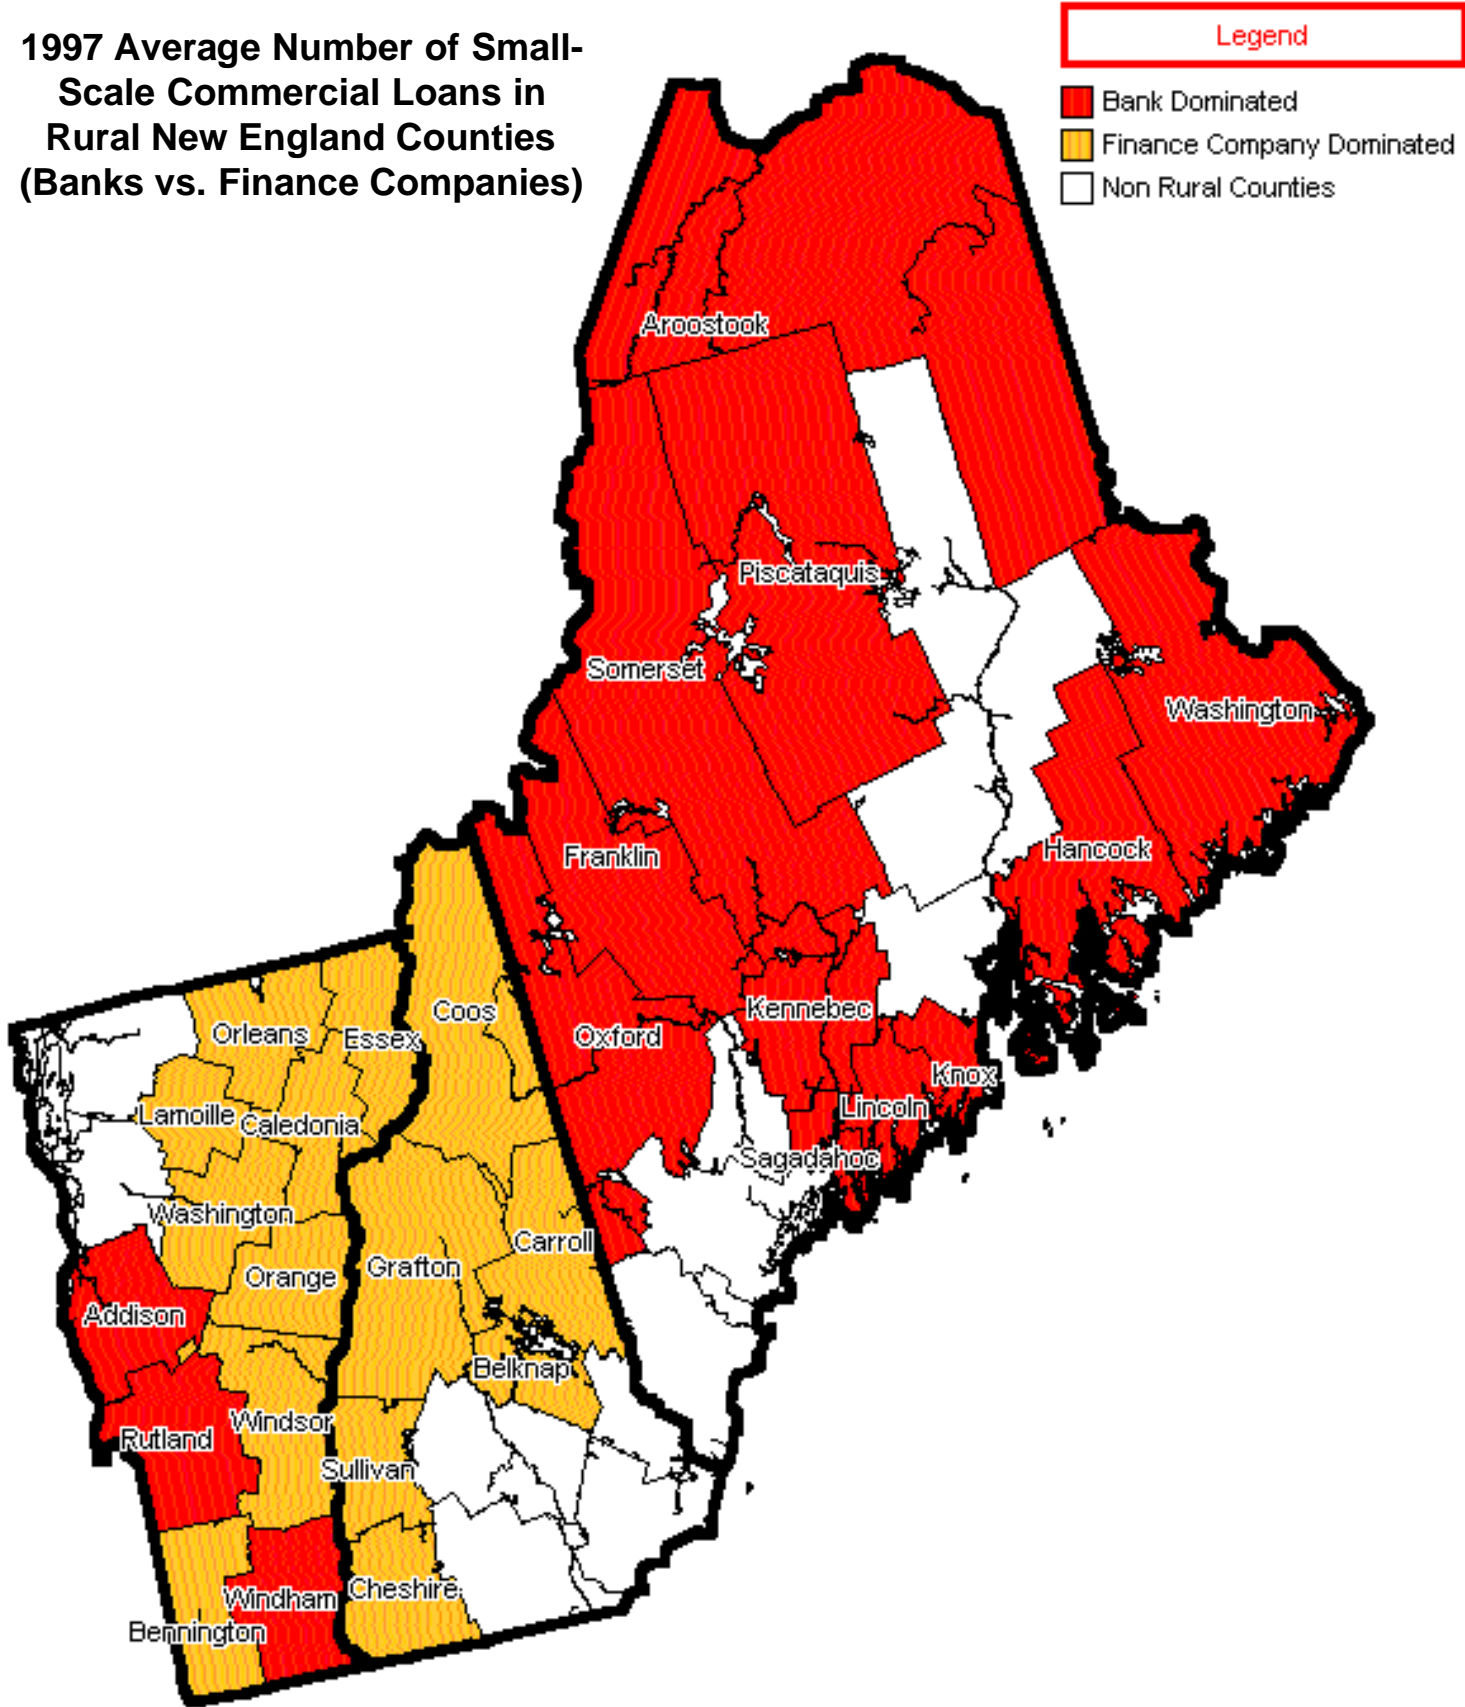 1997 Average Number of Small-
Scale Commercial Loans in
Rural New England Counties
(Banks vs. Finance Companies)
Legend
Bank Dominated
Finance Company Dominated
Non Rural Counties
Aroostook
Piscataquis
Somerset
Washington
Hancock
Franklin
Kennebec
Coos
Oxford
Orleans
Essex
Knox
Lincoln
Lamoille
Caledonia
Sagadahoc
Washington
Carroll
Grafton
Orange
Addison
Belknap
Windsor
Rutland
Sullivan
Cheshire
Windham
Bennington